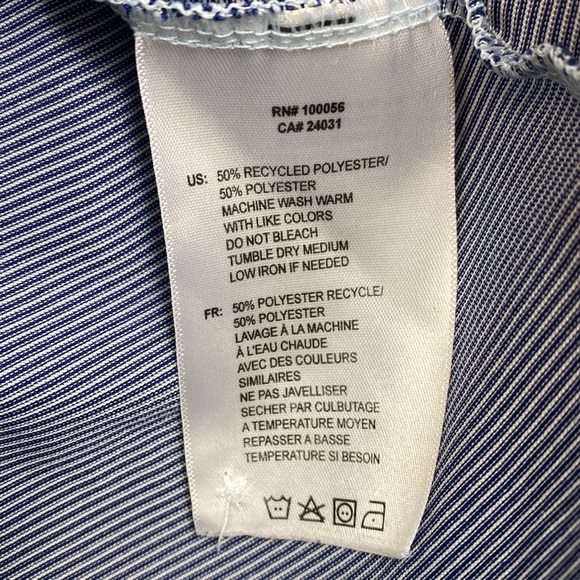 RN# 100056
CA# 24031
US: 50% RECYCLED POLYESTER/
50% POLYESTER
MACHINE WASH WARM
WITH LIKE COLORS
DO NOT BLEACH
TUMBLE DRY MEDIUM
LOW IRON IF NEEDED
FR: 50% POLYESTER RECYCLE/
50% POLYESTER
LAVAGE À LA MACHINE
À L'EAU CHAUDE
AVEC DES COULEURS
SIMILAIRES
NE PAS JAVELLISER
SECHER PAR CULBUTAGE
A TEMPERATURE MOYEN
REPASSER A BASSE
TEMPERATURE SI BESOIN